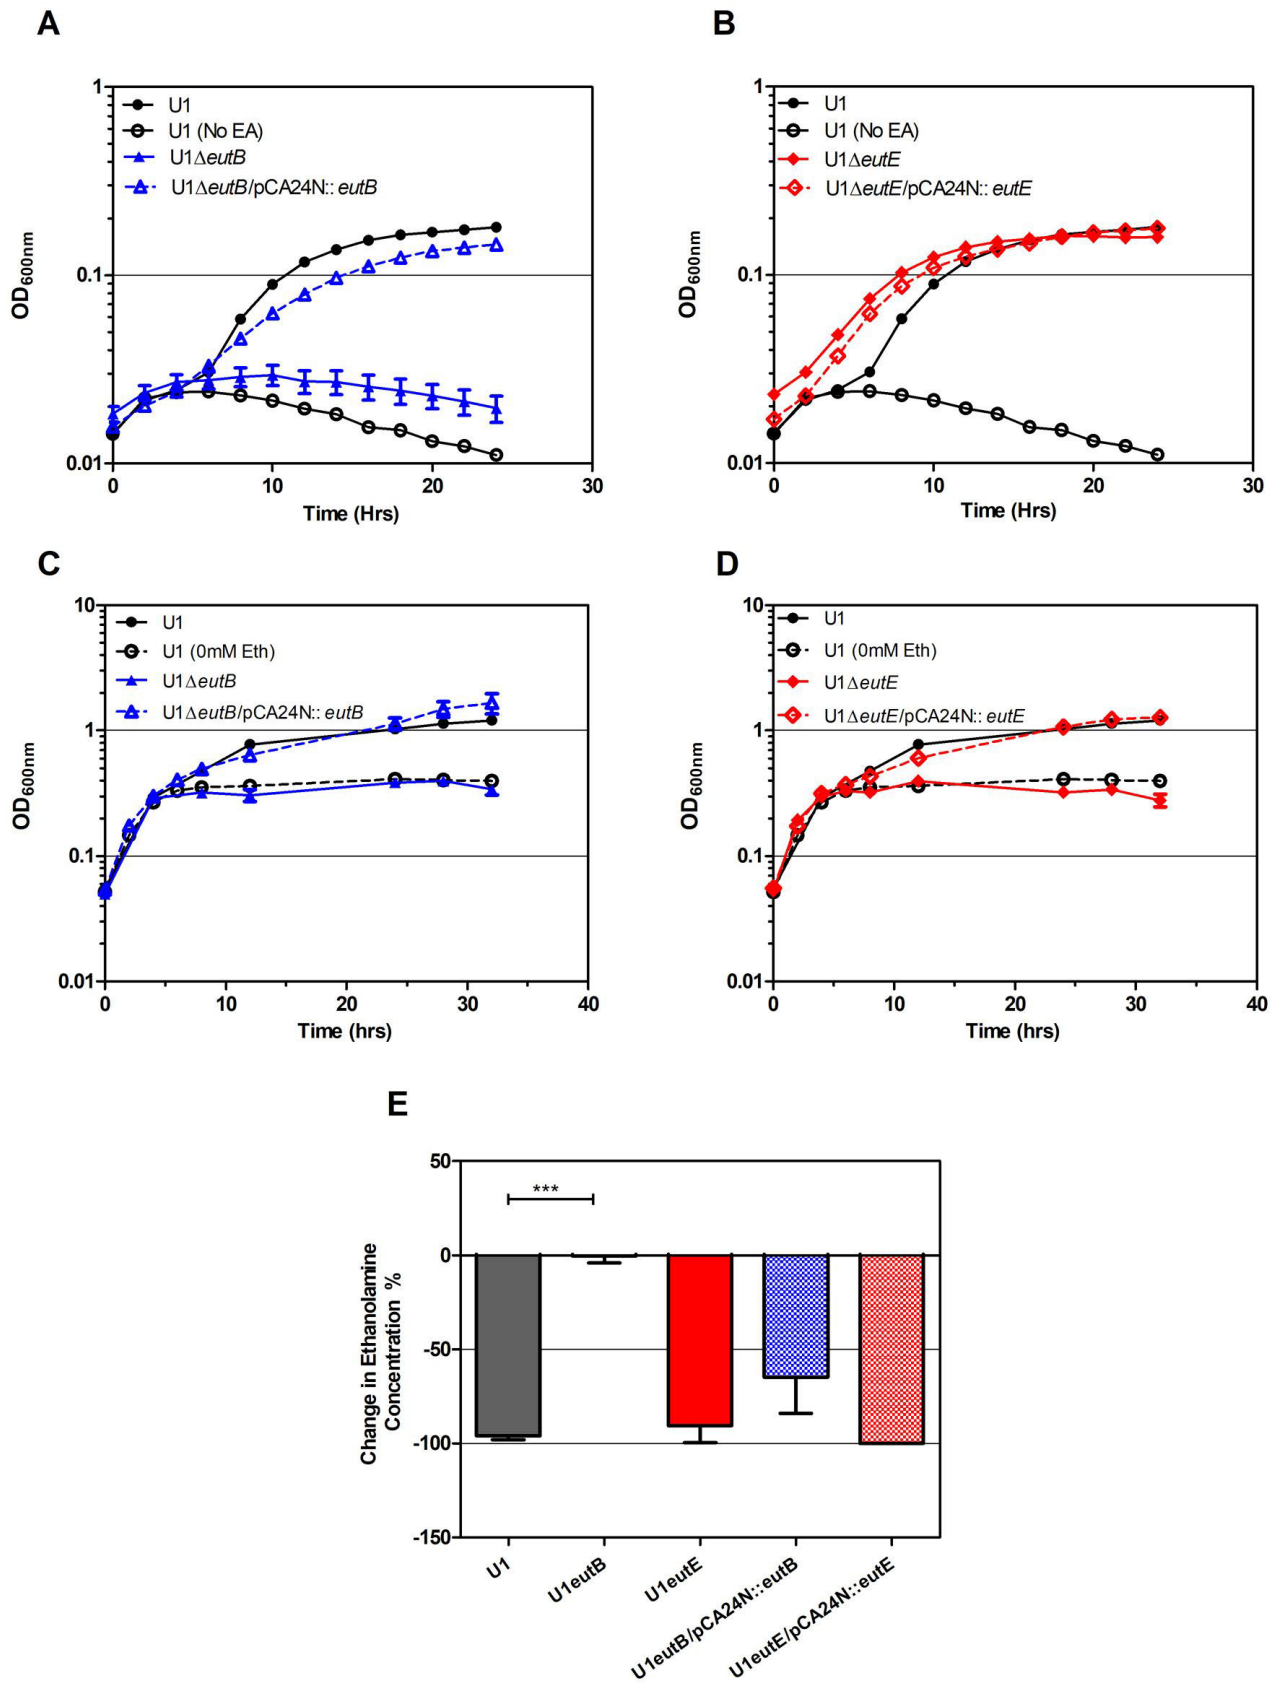 A
1
0.1
0.01
OD600nm
U1
U1 (No EA)
U1ΔeutB
U1ΔeutB/pCA24N:: eutB
0 10 20 30
Time (Hrs)
B
1
0.1
0.01
OD600nm
U1
U1 (No EA)
U1ΔeutE
U1ΔeutE/pCA24N:: eutE
0 10 20 30
Time (Hrs)
C
10
1
0.1
0.01
OD600nm
U1
U1 (0mM Eth)
U1ΔeutB
U1ΔeutB/pCA24N:: eutB
0 10 20 30 40
Time (hrs)
D
10
1
0.1
0.01
OD600nm
U1
U1 (0mM Eth)
U1ΔeutE
U1ΔeutE/pCA24N:: eutE
0 10 20 30 40
Time (hrs)
E
50
0
-50
-100
-150
Change in Ethanolamine
Concentration %
***
U1
U1eutB
U1eutE
U1eutB/pCA24N::eutB
U1eutE/pCA24N::eutE